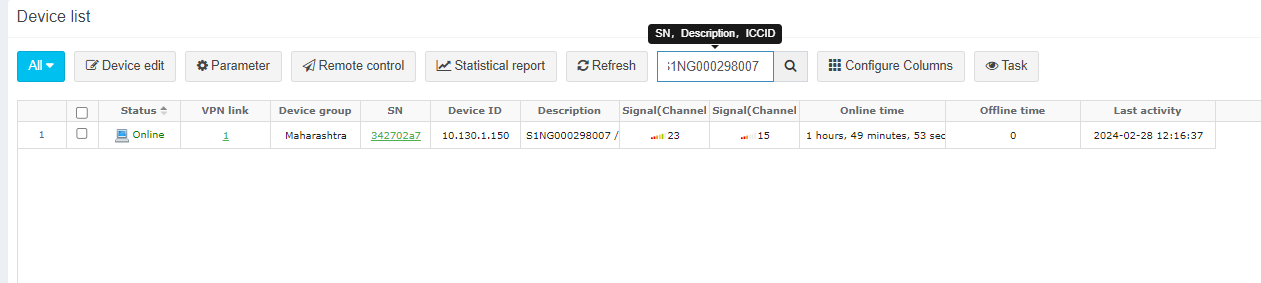 Device list
SN, Description, ICCID
All Device edit Parameter Remote control Statistical report Refresh S1NG000298007 Configure Columns Task
Status VPN link Device group SN Device ID Description Signal(Channel Signal(Channel Online time Offline time Last activity
1 Online 1 Maharashtra 342702a7 10.130.1.150 S1NG000298007 / 23 15 1 hours, 49 minutes, 53 sec 0 2024-02-28 12:16:37